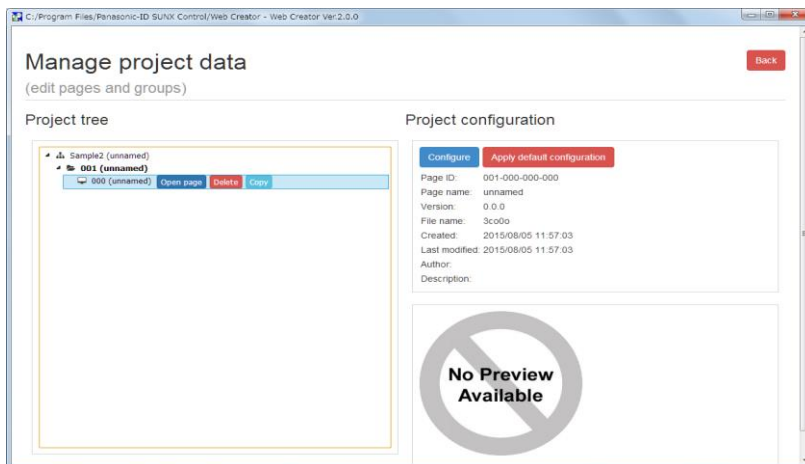 C:/Program Files/Panasonic-ID SUNX Control/Web Creator - Web Creator Ver.2.0.0
Manage project data
Back
(edit pages and groups)
Project tree
Sample2 (unnamed)
001 (unnamed)
000 (unnamed) Open page Delete Copy
Project configuration
Configure Apply default configuration
Page ID: 001-000-000-000
Page name: unnamed
Version: 0.0.0
File name: 3co0o
Created: 2015/08/05 11:57:03
Last modified: 2015/08/05 11:57:03
Author:
Description:
No Preview
Available